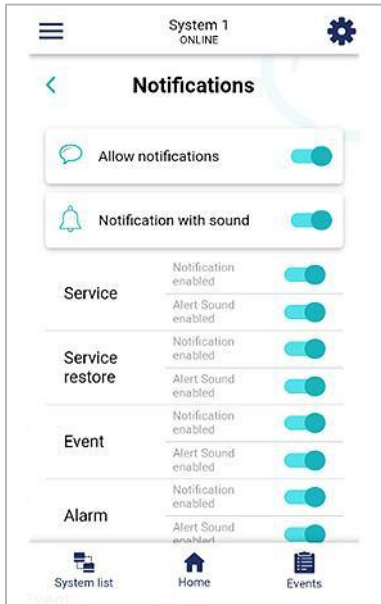 System 1
ONLINE
Notifications
Allow notifications
Notification with sound
Service
Notification
enabled
Alert Sound
enabled
Service
restore
Notification
enabled
Alert Sound
enabled
Event
Notification
enabled
Alert Sound
enabled
Alarm
Notification
enabled
Alert Sound
enabled
System list
Home
Events